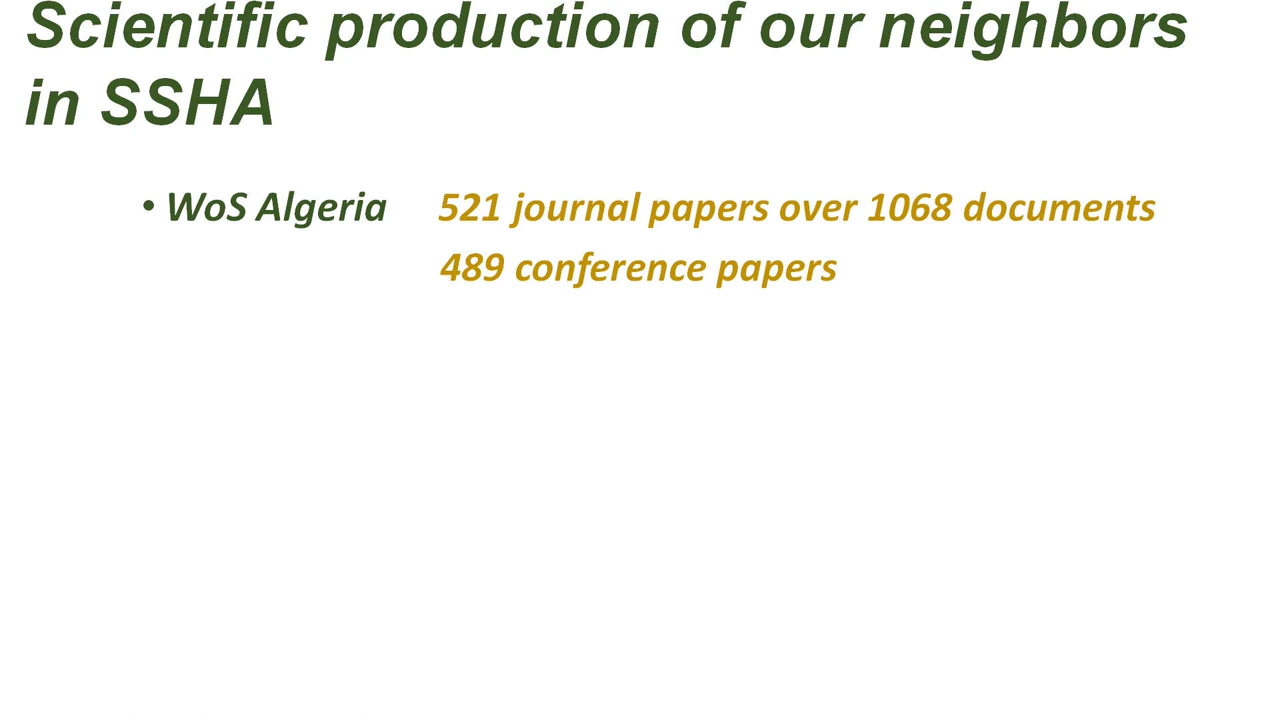 Scientific production of our neighbors
in SSHA
• WoS Algeria 521 journal papers over 1068 documents
489 conference papers